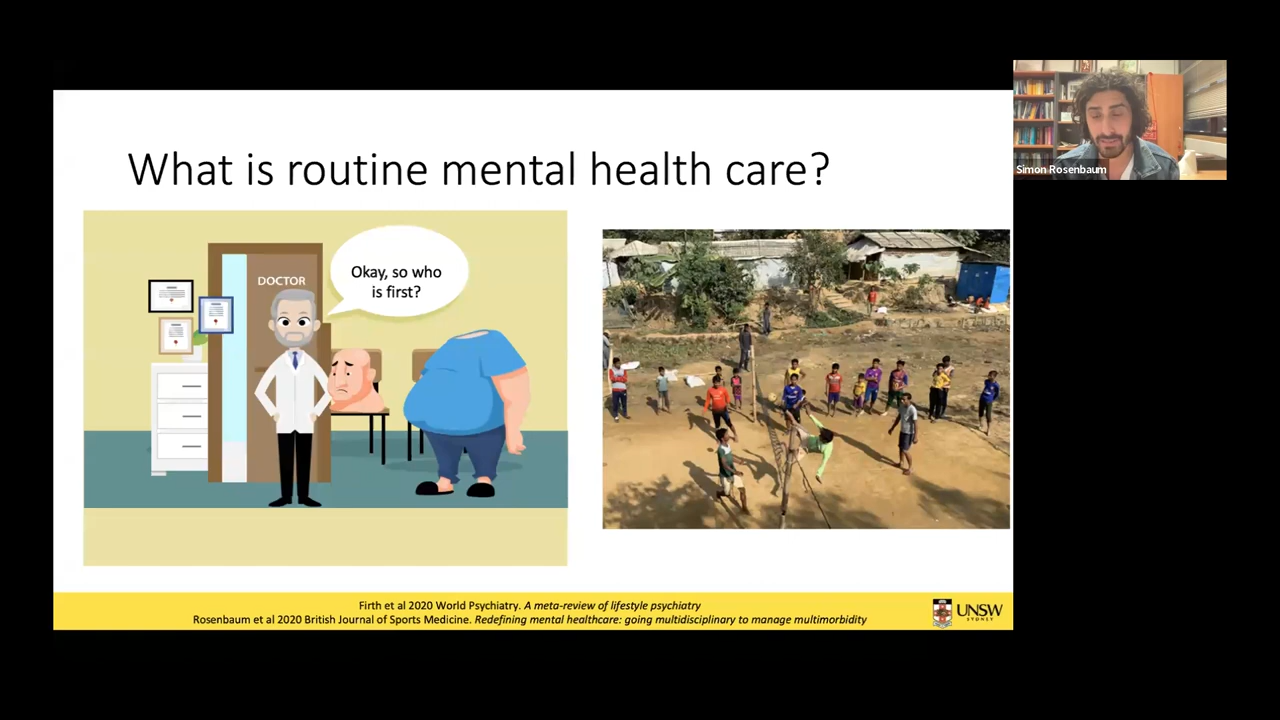 What is routine mental health care?
DOCTOR
Okay, so who
is first?
Simon Rosenbaum
Firth et al 2020 World Psychiatry. A meta-review of lifestyle psychiatry
Rosenbaum et al 2020 British Journal of Sports Medicine. Redefining mental healthcare: going multidisciplinary to manage multimorbidity
UNSW
SYDNEY